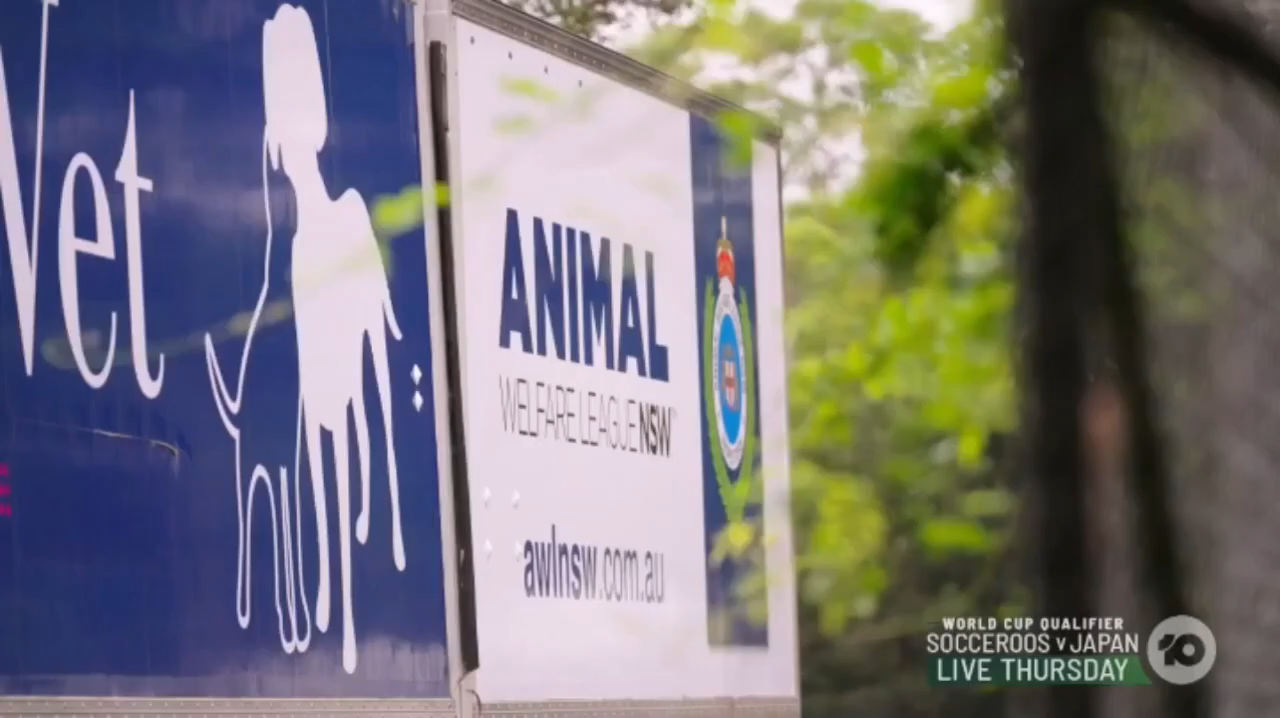 Vet
ANIMAL
WELFARE LEAGUE NSW
awlnsw.com.au
WORLD CUP QUALIFIER
SOCCEROOS v JAPAN
LIVE THURSDAY
10